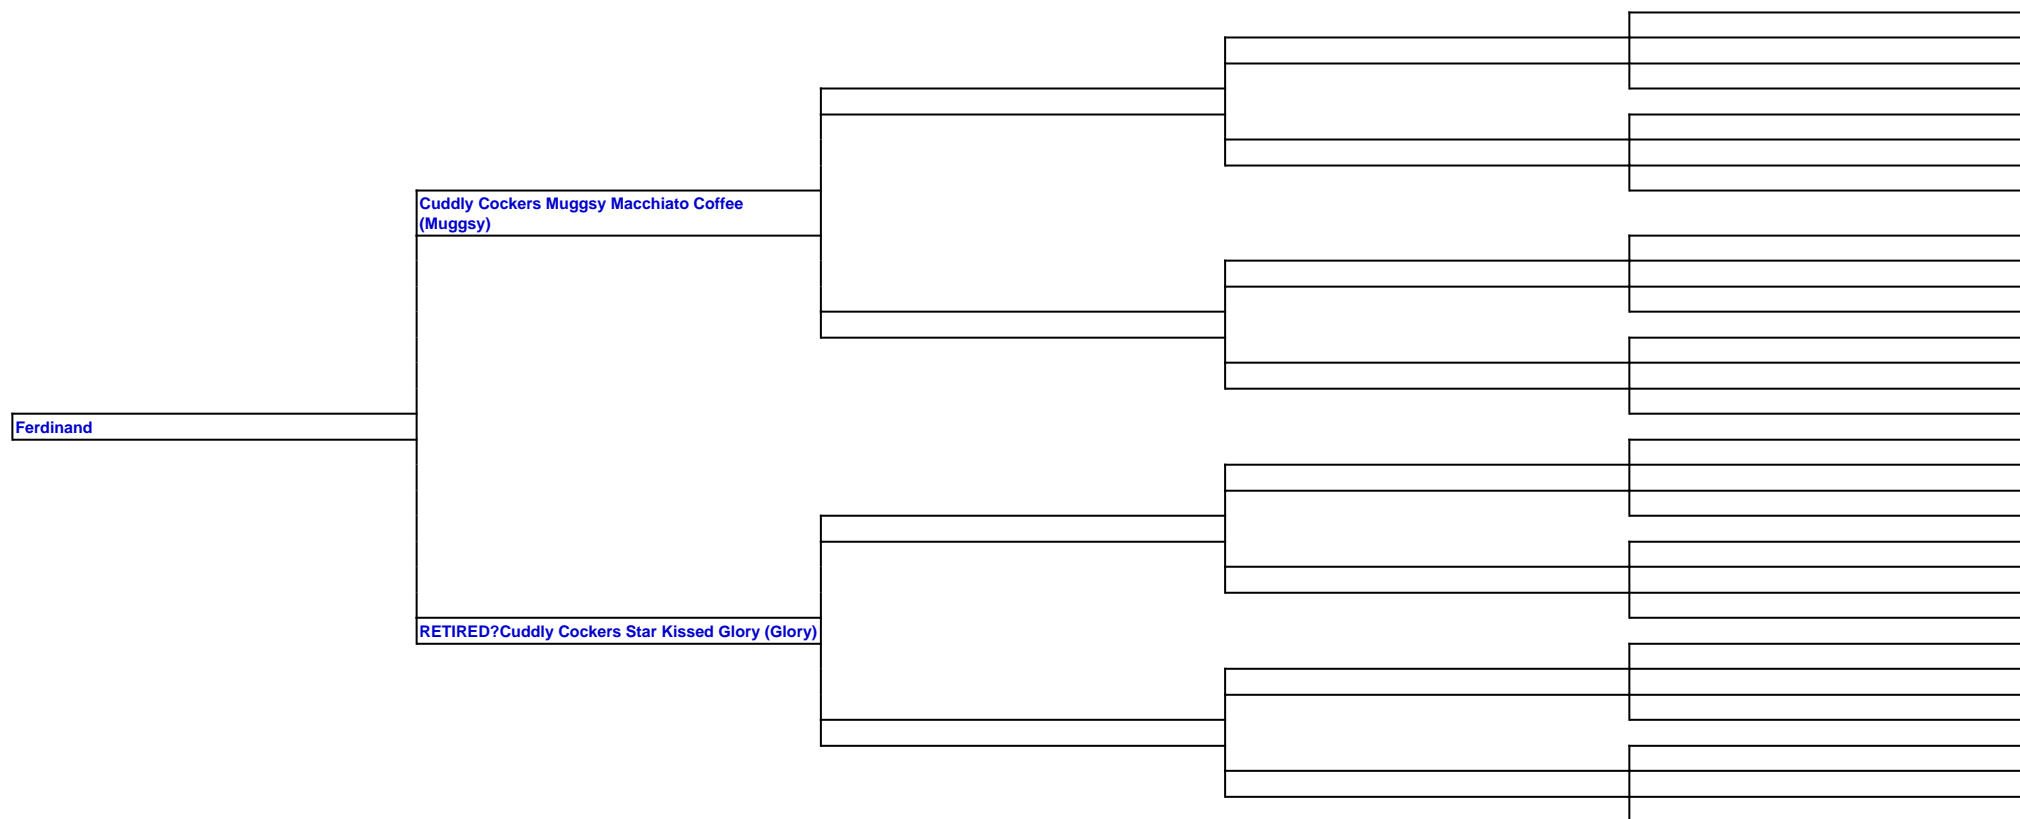 Cuddly Cockers Muggsy Macchiato Coffee
(Muggsy)
Ferdinand
RETIRED?Cuddly Cockers Star Kissed Glory (Glory)